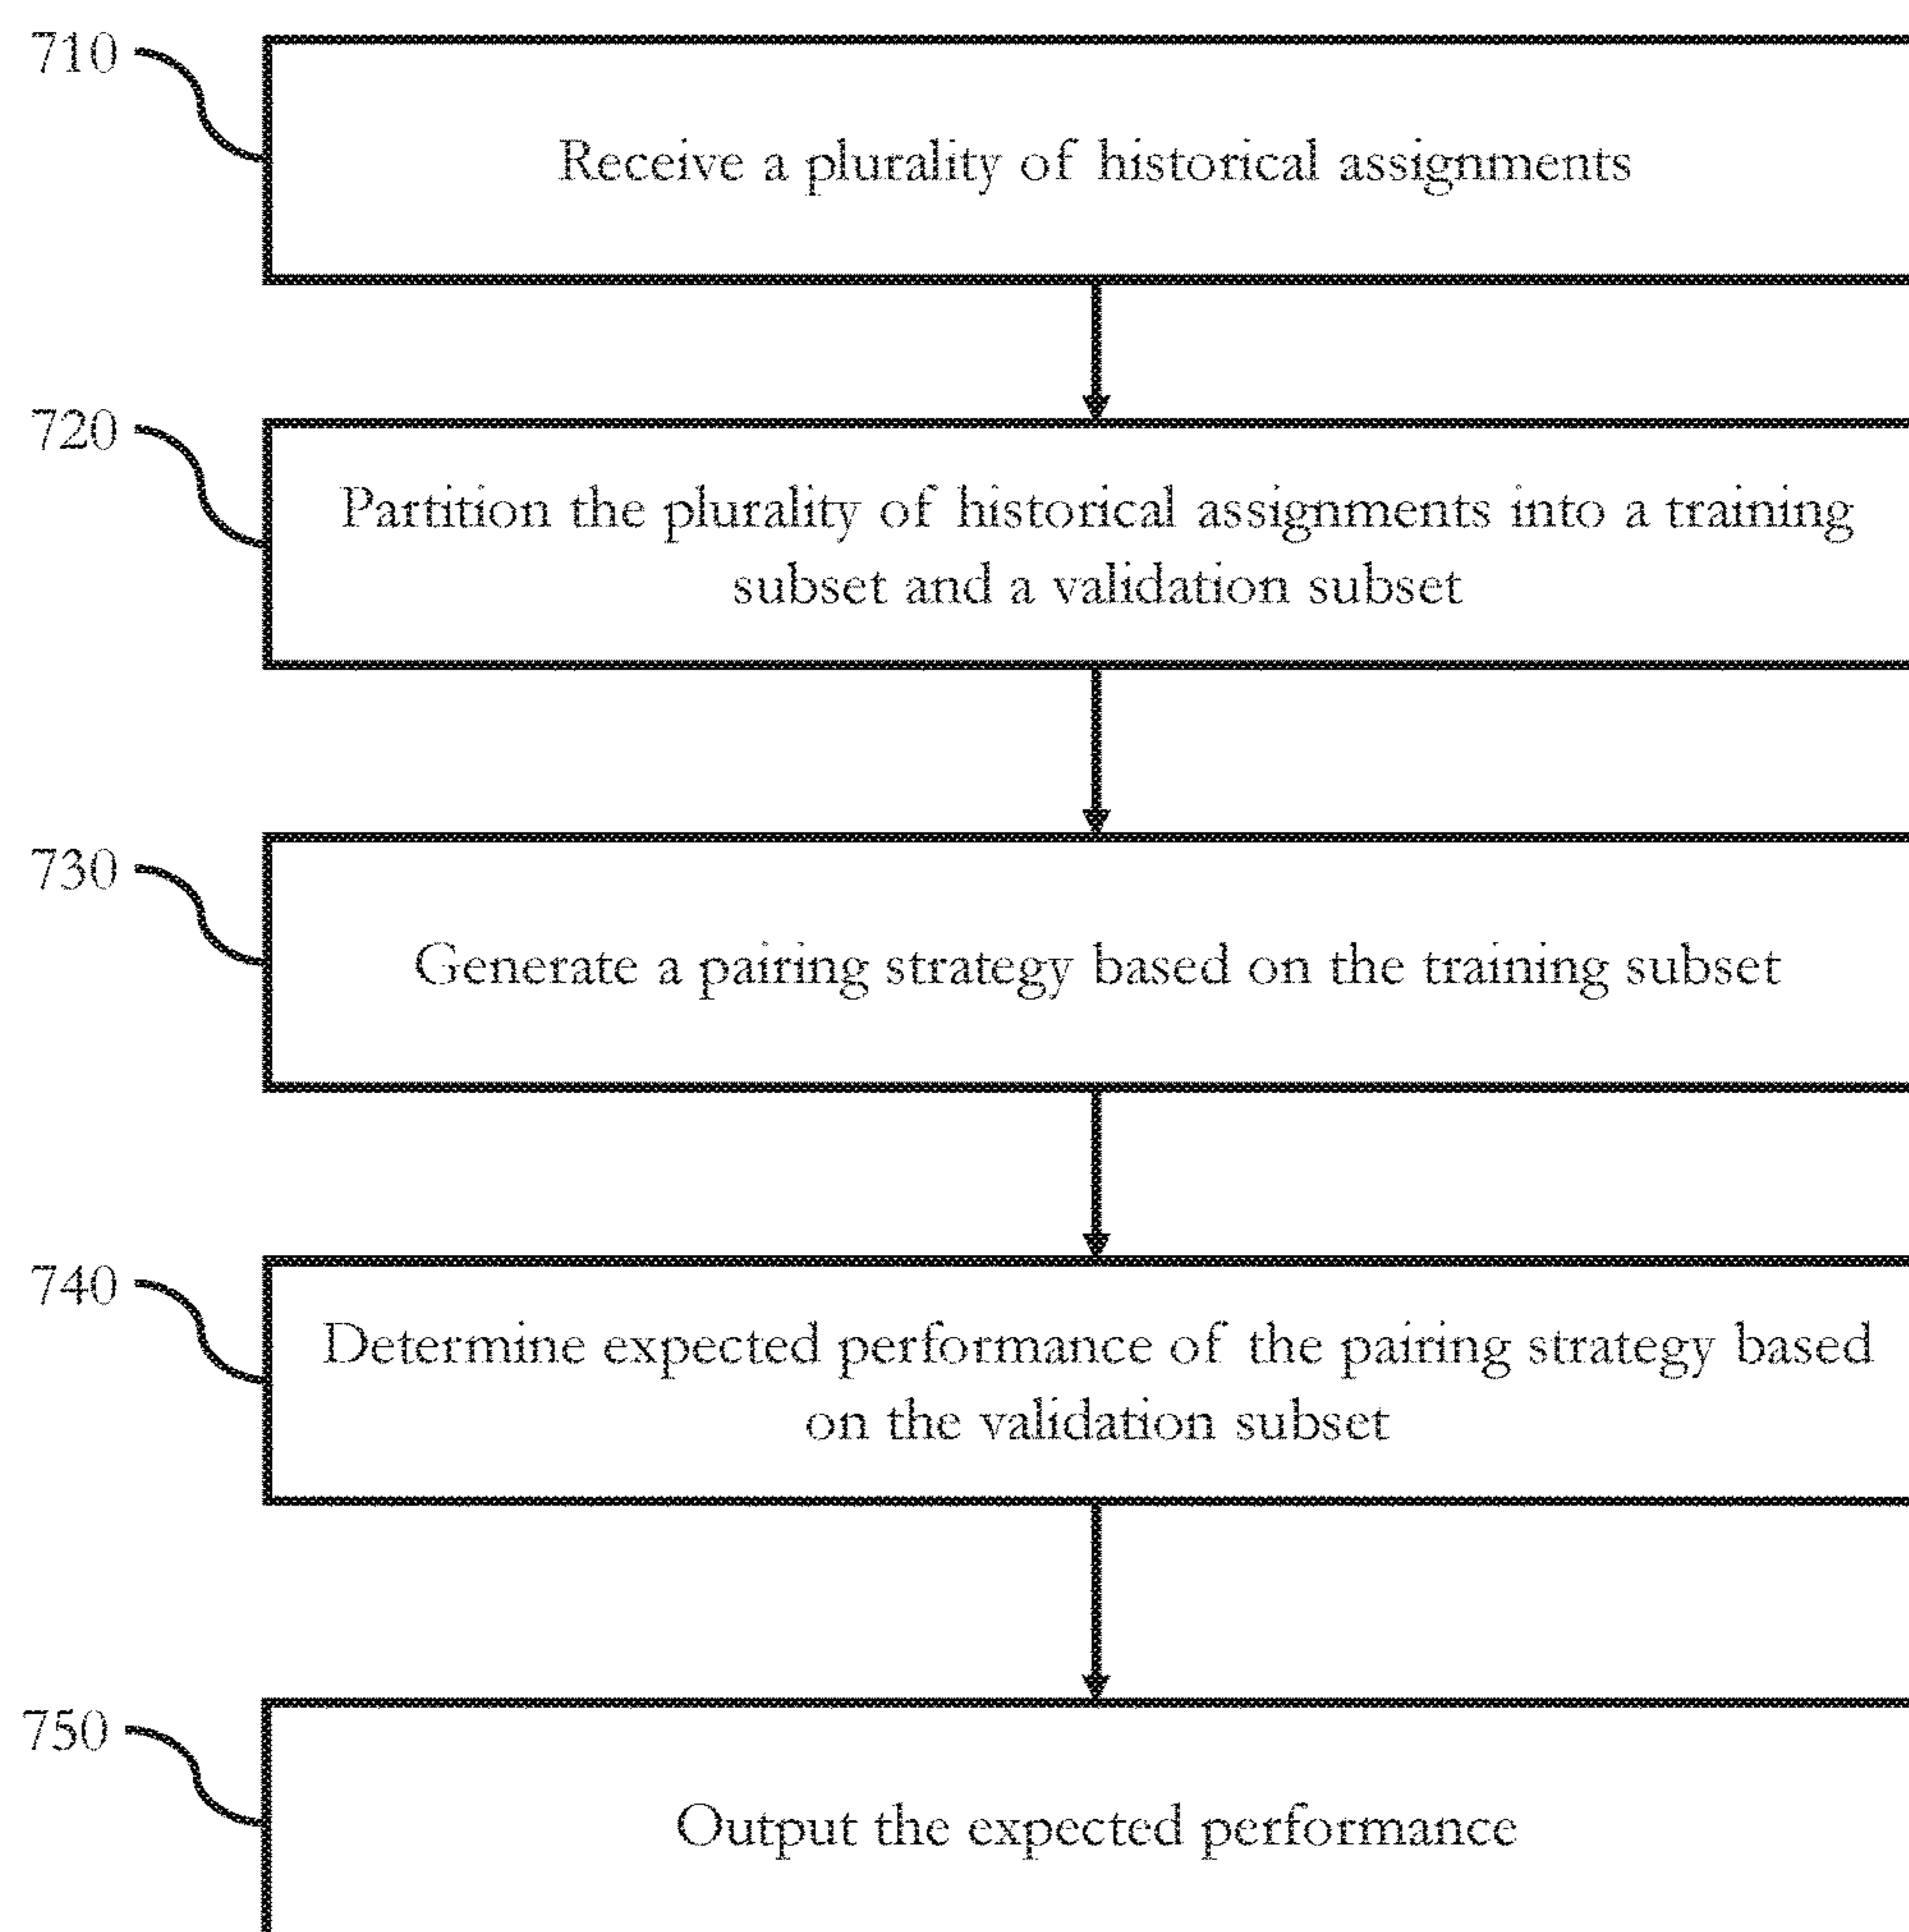 710
Receive a plurality of historical assignments
720
Partition the plurality of historical assignments into a training
subset and a validation subset
730
Generate a pairing strategy based on the training subset
740
Determine expected performance of the pairing strategy based
on the validation subset
750
Output the expected performance